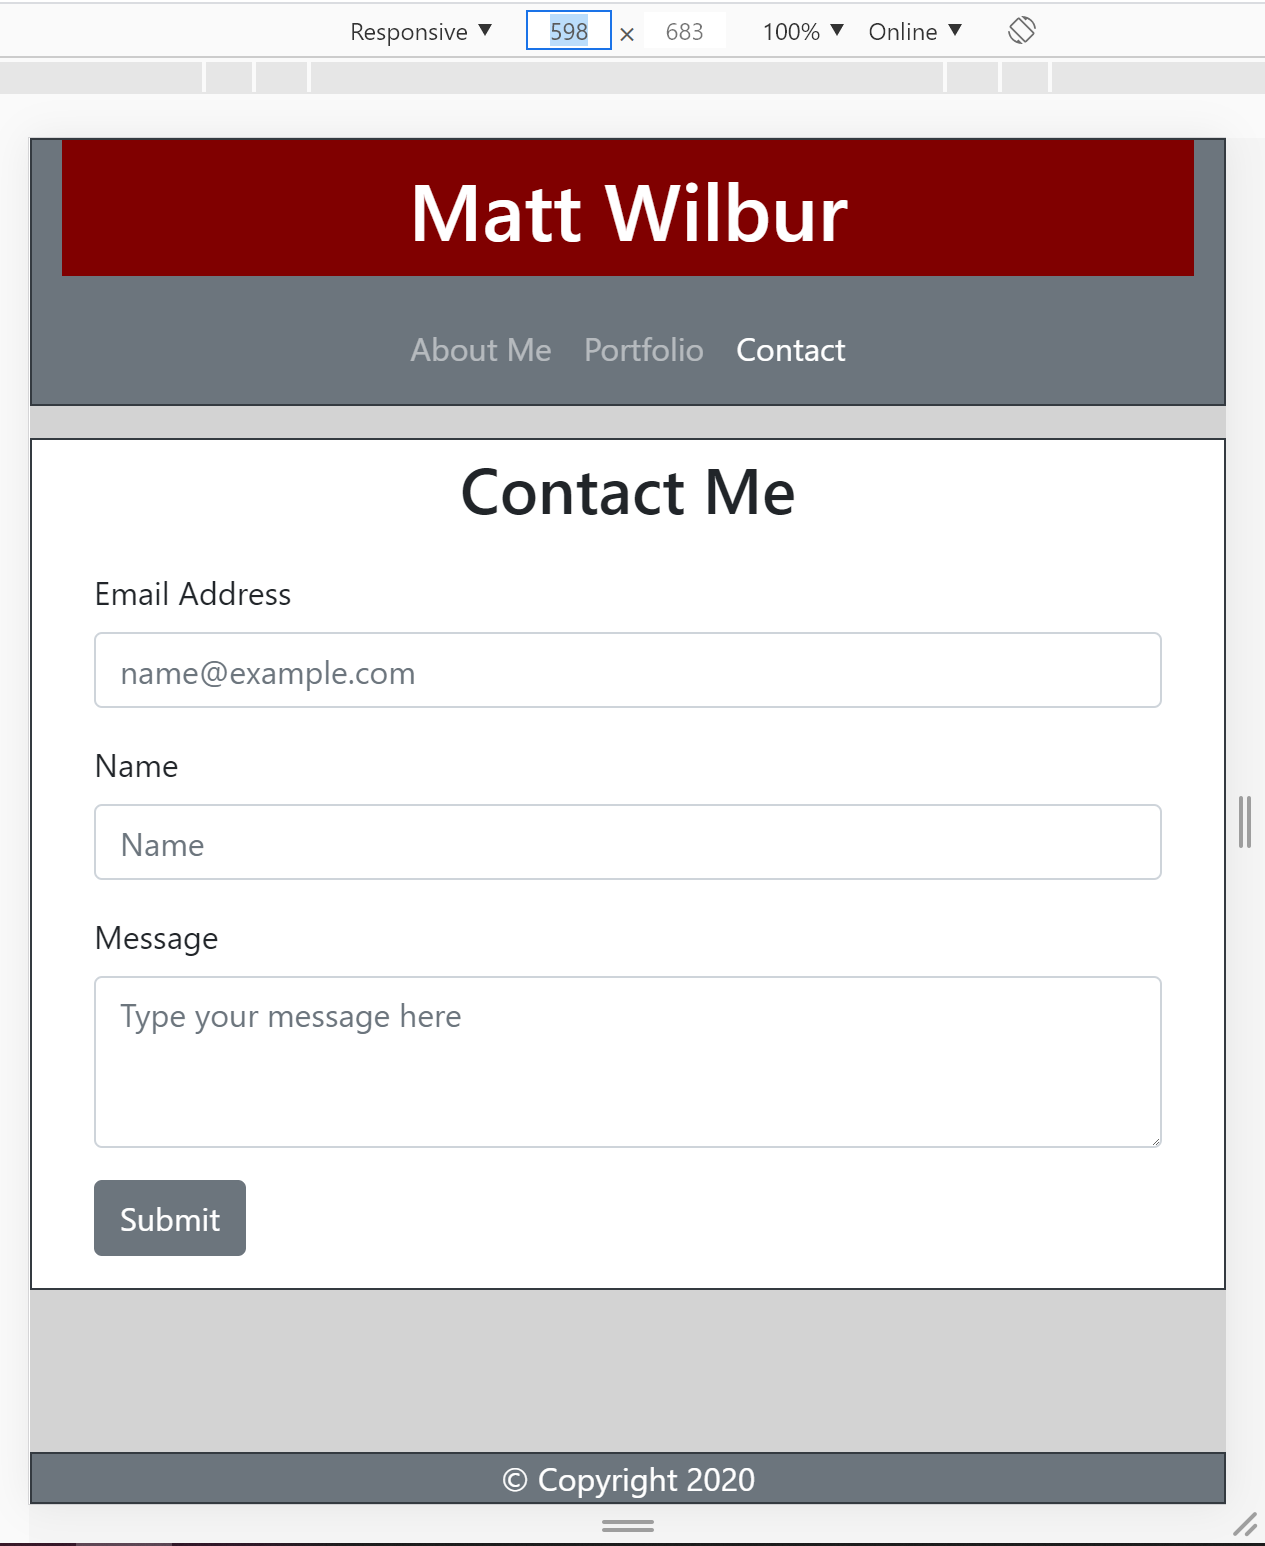 Responsive ▼ 598 × 683 100% ▼ Online ▼
Matt Wilbur
About Me Portfolio Contact
Contact Me
Email Address
name@example.com
Name
Name
Message
Type your message here
Submit
© Copyright 2020